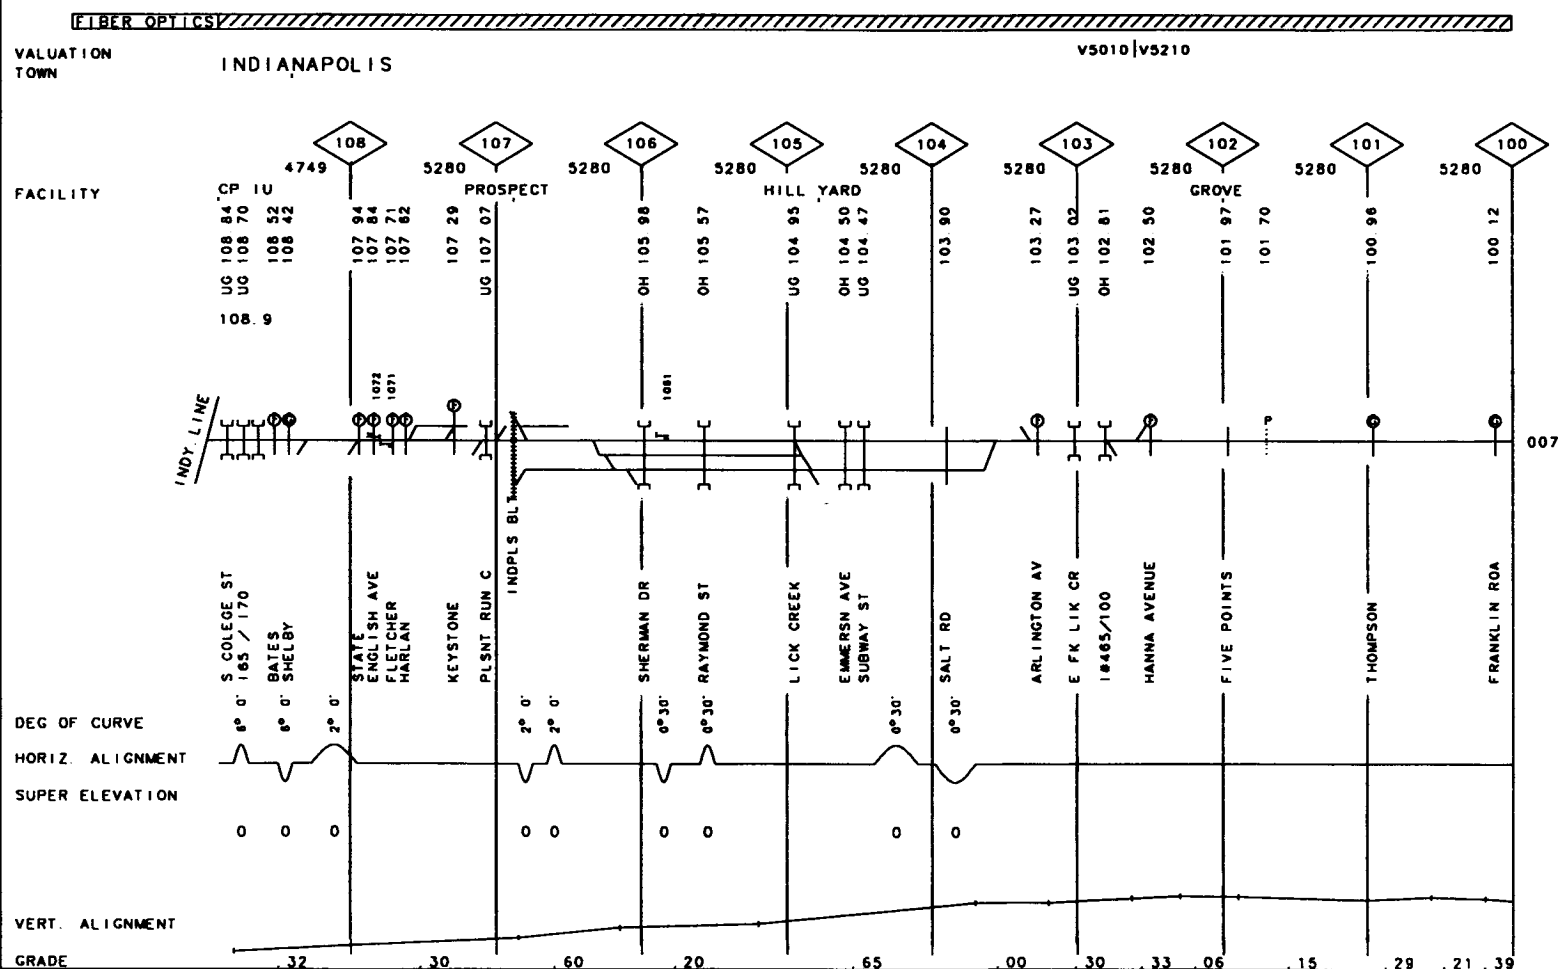 FIBER OPTICS
VALUATION
V5010|V5210
TOWN
INDIANAPOLIS
108 107 106 105 104 103 102 101 100
4749 5280 5280 5280 5280 5280 5280 5280 5280
FACILITY
CP IU PROSPECT HILL YARD GROVE
UG 108 84
UG 108 70
108 52
108 42
107 94
107 84
107 71
107 62
107 29
UG 107 07
OH 105 98
OH 105 57
UG 104 95
OH 104 50
UG 104.47
103.90
103.27
UG 103 02
OH 102.81
102.50
101 97
101 70
100.96
100 12
108.9
INDY. LINE
1072
1071
1061
P
007
INDPLS BLT
S COLEGE ST
I65 / I70
BATES
SHELBY
STATE
ENGLISH AVE
FLETCHER
HARLAN
KEYSTONE
PLSNT RUN C
SHERMAN DR
RAYMOND ST
LICK CREEK
EMMERSN AVE
SUBWAY ST
SALT RD
ARLINGTON AV
E FK LIK CR
I#465/100
HANNA AVENUE
FIVE POINTS
THOMPSON
FRANKLIN ROA
DEG OF CURVE
6° 0' 6° 0' 2° 0' 2° 0' 2° 0' 0°30' 0°30' 0°30' 0°30'
HORIZ. ALIGNMENT
SUPER ELEVATION
0 0 0 0 0 0 0 0 0
VERT. ALIGNMENT
GRADE
.32 .30 .60 .20 .65 .00 .30 .33 .06 .15 .29 .21 .39